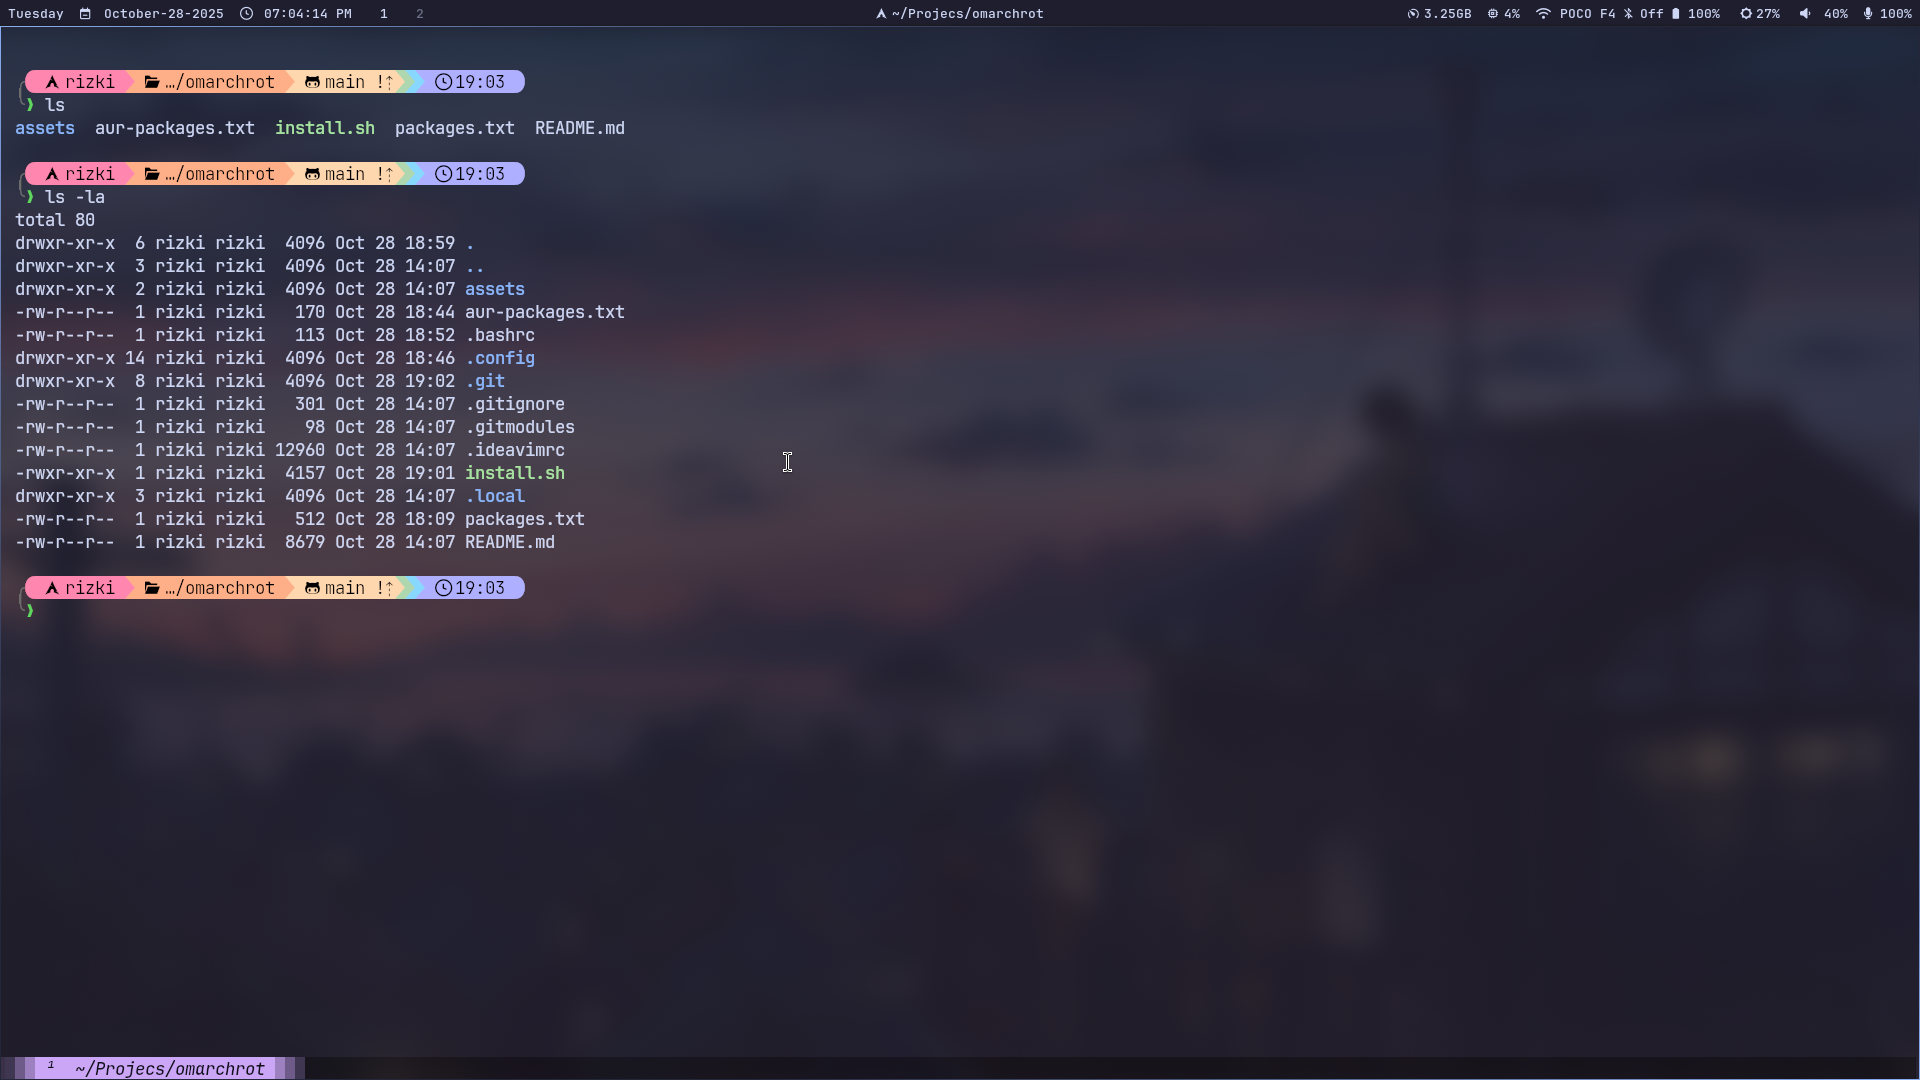 Tuesday October-28-2025 07:04:14 PM 1 2 ~/Projecs/omarchrot 3.25GB 4% POCO F4 Off 100% 27% 40% 100%
rizki …/omarchrot main !⇡ 19:03
❯ ls
assets aur-packages.txt install.sh packages.txt README.md
rizki …/omarchrot main !⇡ 19:03
❯ ls -la
total 80
drwxr-xr-x 6 rizki rizki 4096 Oct 28 18:59 .
drwxr-xr-x 3 rizki rizki 4096 Oct 28 14:07 ..
drwxr-xr-x 2 rizki rizki 4096 Oct 28 14:07 assets
-rw-r--r-- 1 rizki rizki 170 Oct 28 18:44 aur-packages.txt
-rw-r--r-- 1 rizki rizki 113 Oct 28 18:52 .bashrc
drwxr-xr-x 14 rizki rizki 4096 Oct 28 18:46 .config
drwxr-xr-x 8 rizki rizki 4096 Oct 28 19:02 .git
-rw-r--r-- 1 rizki rizki 301 Oct 28 14:07 .gitignore
-rw-r--r-- 1 rizki rizki 98 Oct 28 14:07 .gitmodules
-rw-r--r-- 1 rizki rizki 12960 Oct 28 14:07 .ideavimrc
-rwxr-xr-x 1 rizki rizki 4157 Oct 28 19:01 install.sh
drwxr-xr-x 3 rizki rizki 4096 Oct 28 14:07 .local
-rw-r--r-- 1 rizki rizki 512 Oct 28 18:09 packages.txt
-rw-r--r-- 1 rizki rizki 8679 Oct 28 14:07 README.md
rizki …/omarchrot main !⇡ 19:03
❯
1 ~/Projecs/omarchrot